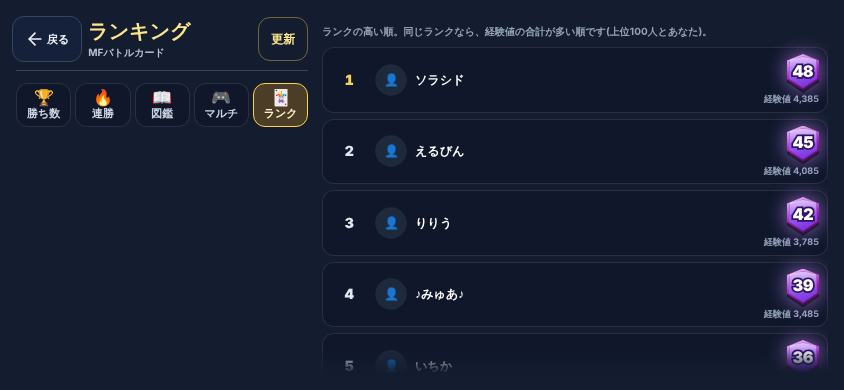 戻る
ランキング
MFバトルカード
更新
勝ち数
連勝
図鑑
マルチ
ランク
ランクの高い順。同じランクなら、経験値の合計が多い順です(上位100人とあなた)。
1 ソラシド 48
経験値 4,385
2 えるびん 45
経験値 4,085
3 りりう 42
経験値 3,785
4 ♪みゅあ♪ 39
経験値 3,485
5 いちか 36